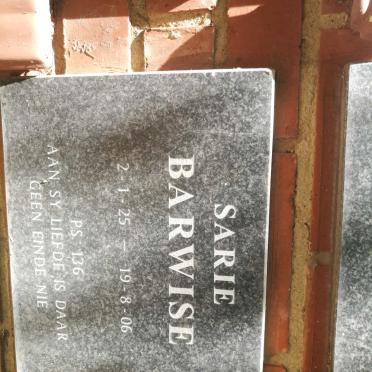 SARIE
BARWISE
2-1-25 — 19-8-06
PS 136
AAN SY LIEFDE IS DAAR
GEEN EINDE NIE